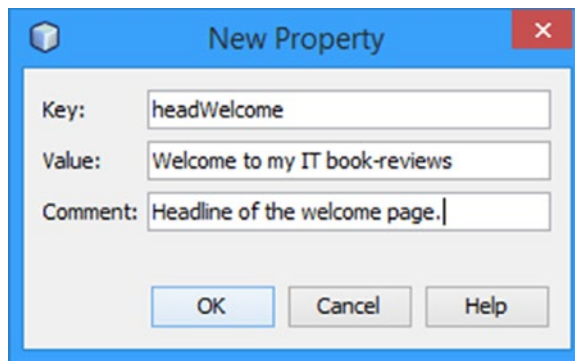 New Property
Key: headWelcome
Value: Welcome to my IT book-reviews
Comment: Headline of the welcome page.
OK Cancel Help